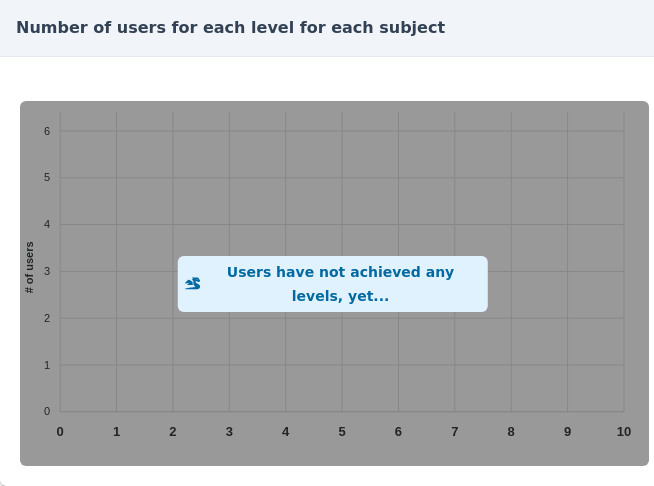 Number of users for each level for each subject
6
5
4
3
2
1
0
# of users
Users have not achieved any
levels, yet...
0 1 2 3 4 5 6 7 8 9 10